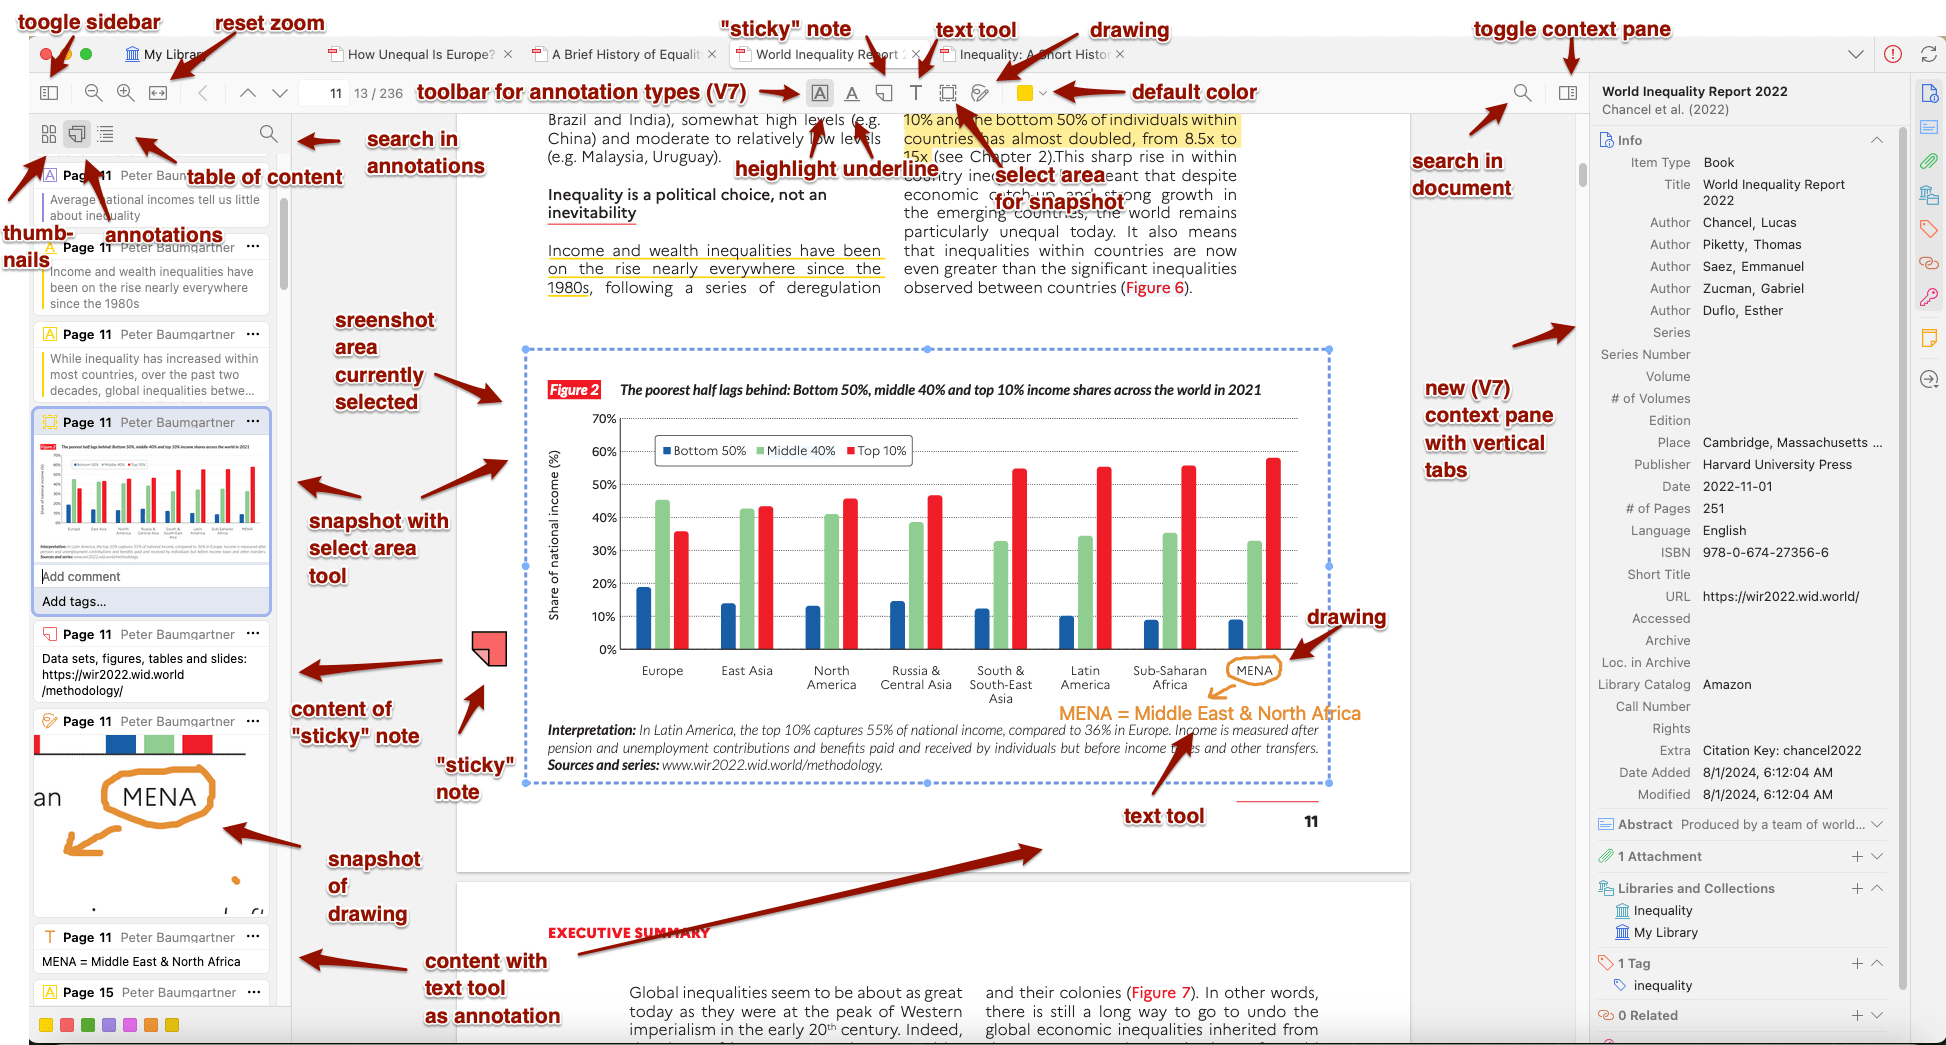 toogle sidebar
reset zoom
"sticky" note
text tool
drawing
toggle context pane
My Library
How Unequal Is Europe?
A Brief History of Equalit
World Inequality Report 2
Inequality: A Short Histo
11 13 / 236
toolbar for annotation types (V7)
default color
search in
annotations
table of content
thumb-
nails
annotations
heighlight underline
select area
for snapshot
search in
document
Page 11 Peter Baumgartner
Average national incomes tell us little
about inequality
Page 11 Peter Baumgartner
Income and wealth inequalities have
been on the rise nearly everywhere
since the 1980s
Page 11 Peter Baumgartner
While inequality has increased within
most countries, over the past two
decades, global inequalities betwe...
Page 11 Peter Baumgartner
Figure 2 The poorest half lags behind: Bottom 50%, middle 40% and top 10% income shares across the world in 2021
Add comment
Add tags...
Page 11 Peter Baumgartner
Data sets, figures, tables and slides:
https://wir2022.wid.world
/methodology/
Page 11 Peter Baumgartner
an MENA
Page 11 Peter Baumgartner
MENA = Middle East & North Africa
Page 15 Peter Baumgartner
sreenshot
area
currently
selected
snapshot with
select area
tool
content of
"sticky" note
"sticky"
note
snapshot
of
drawing
content with
text tool
as annotation
Brazil and India), somewhat high levels (e.g.
China) and moderate to relatively low levels
(e.g. Malaysia, Uruguay).
Inequality is a political choice, not an
inevitability
Income and wealth inequalities have been
on the rise nearly everywhere since the
1980s, following a series of deregulation
10% and the bottom 50% of individuals within
countries has almost doubled, from 8.5x to
15x (see Chapter 2).This sharp rise in within
country ineq meant that despite
economic catch-up and strong growth in
the emerging countries, the world remains
particularly unequal today. It also means
that inequalities within countries are now
even greater than the significant inequalities
observed between countries (Figure 6).
Figure 2 The poorest half lags behind: Bottom 50%, middle 40% and top 10% income shares across the world in 2021
Share of national income (%)
70%
60%
50%
40%
30%
20%
10%
0%
Bottom 50% Middle 40% Top 10%
Europe
East Asia
North
America
Russia &
Central Asia
South &
South-East
Asia
Latin
America
Sub-Saharan
Africa
MENA
drawing
MENA = Middle East & North Africa
Interpretation: In Latin America, the top 10% captures 55% of national income, compared to 36% in Europe. Income is measured after
pension and unemployment contributions and benefits paid and received by individuals but before income taxes and other transfers.
Sources and series: www.wir2022.wid.world/methodology.
text tool
11
EXECUTIVE SUMMARY
Global inequalities seem to be about as great
today as they were at the peak of Western
imperialism in the early 20th century. Indeed,
and their colonies (Figure 7). In other words,
there is still a long way to go to undo the
global economic inequalities inherited from
new (V7)
context pane
with vertical
tabs
World Inequality Report 2022
Chancel et al. (2022)
Info
Item Type Book
Title World Inequality Report
2022
Author Chancel, Lucas
Author Piketty, Thomas
Author Saez, Emmanuel
Author Zucman, Gabriel
Author Duflo, Esther
Series
Series Number
Volume
# of Volumes
Edition
Place Cambridge, Massachusetts ...
Publisher Harvard University Press
Date 2022-11-01
# of Pages 251
Language English
ISBN 978-0-674-27356-6
Short Title
URL https://wir2022.wid.world/
Accessed
Archive
Loc. in Archive
Library Catalog Amazon
Call Number
Rights
Extra Citation Key: chancel2022
Date Added 8/1/2024, 6:12:04 AM
Modified 8/1/2024, 6:12:04 AM
Abstract Produced by a team of world...
1 Attachment
Libraries and Collections
Inequality
My Library
1 Tag
inequality
0 Related